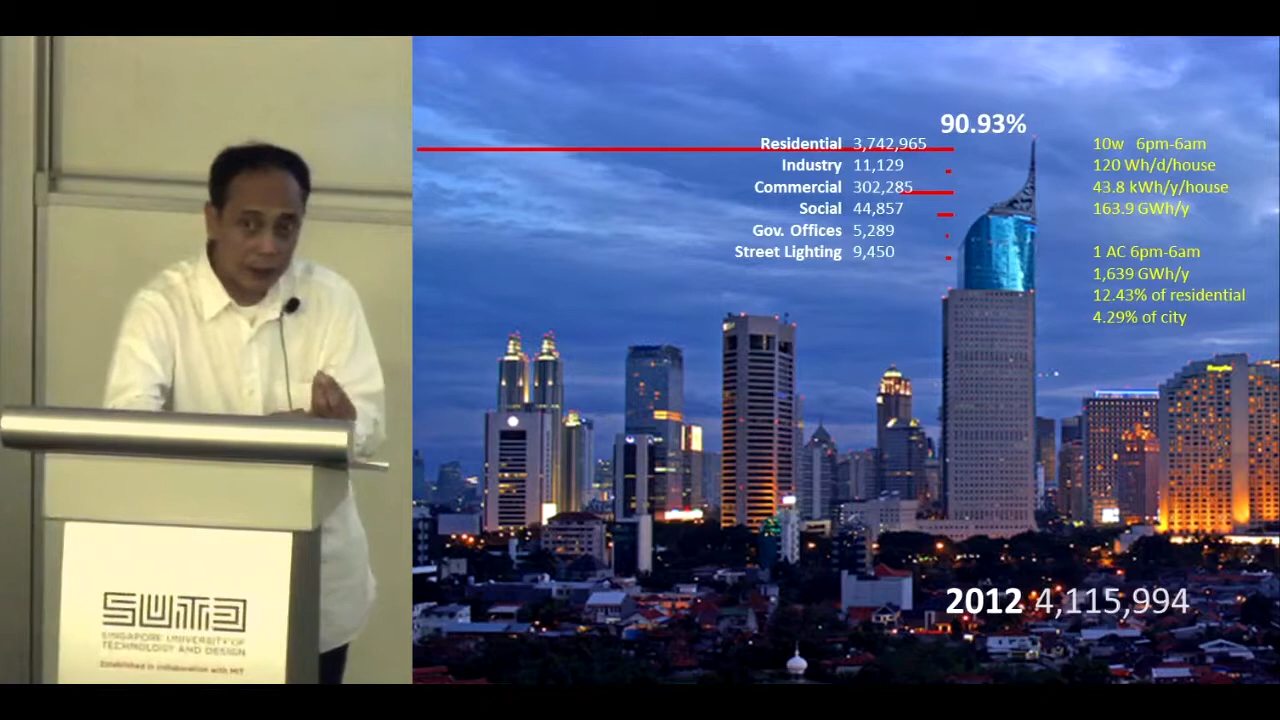 90.93%
Residential 3,742,965
Industry 11,129
Commercial 302,285
Social 44,857
Gov. Offices 5,289
Street Lighting 9,450
10w 6pm-6am
120 Wh/d/house
43.8 kWh/y/house
163.9 GWh/y
1 AC 6pm-6am
1,639 GWh/y
12.43% of residential
4.29% of city
2012 4,115,994
SUTD
SINGAPORE UNIVERSITY OF
TECHNOLOGY AND DESIGN
Established in collaboration with MIT